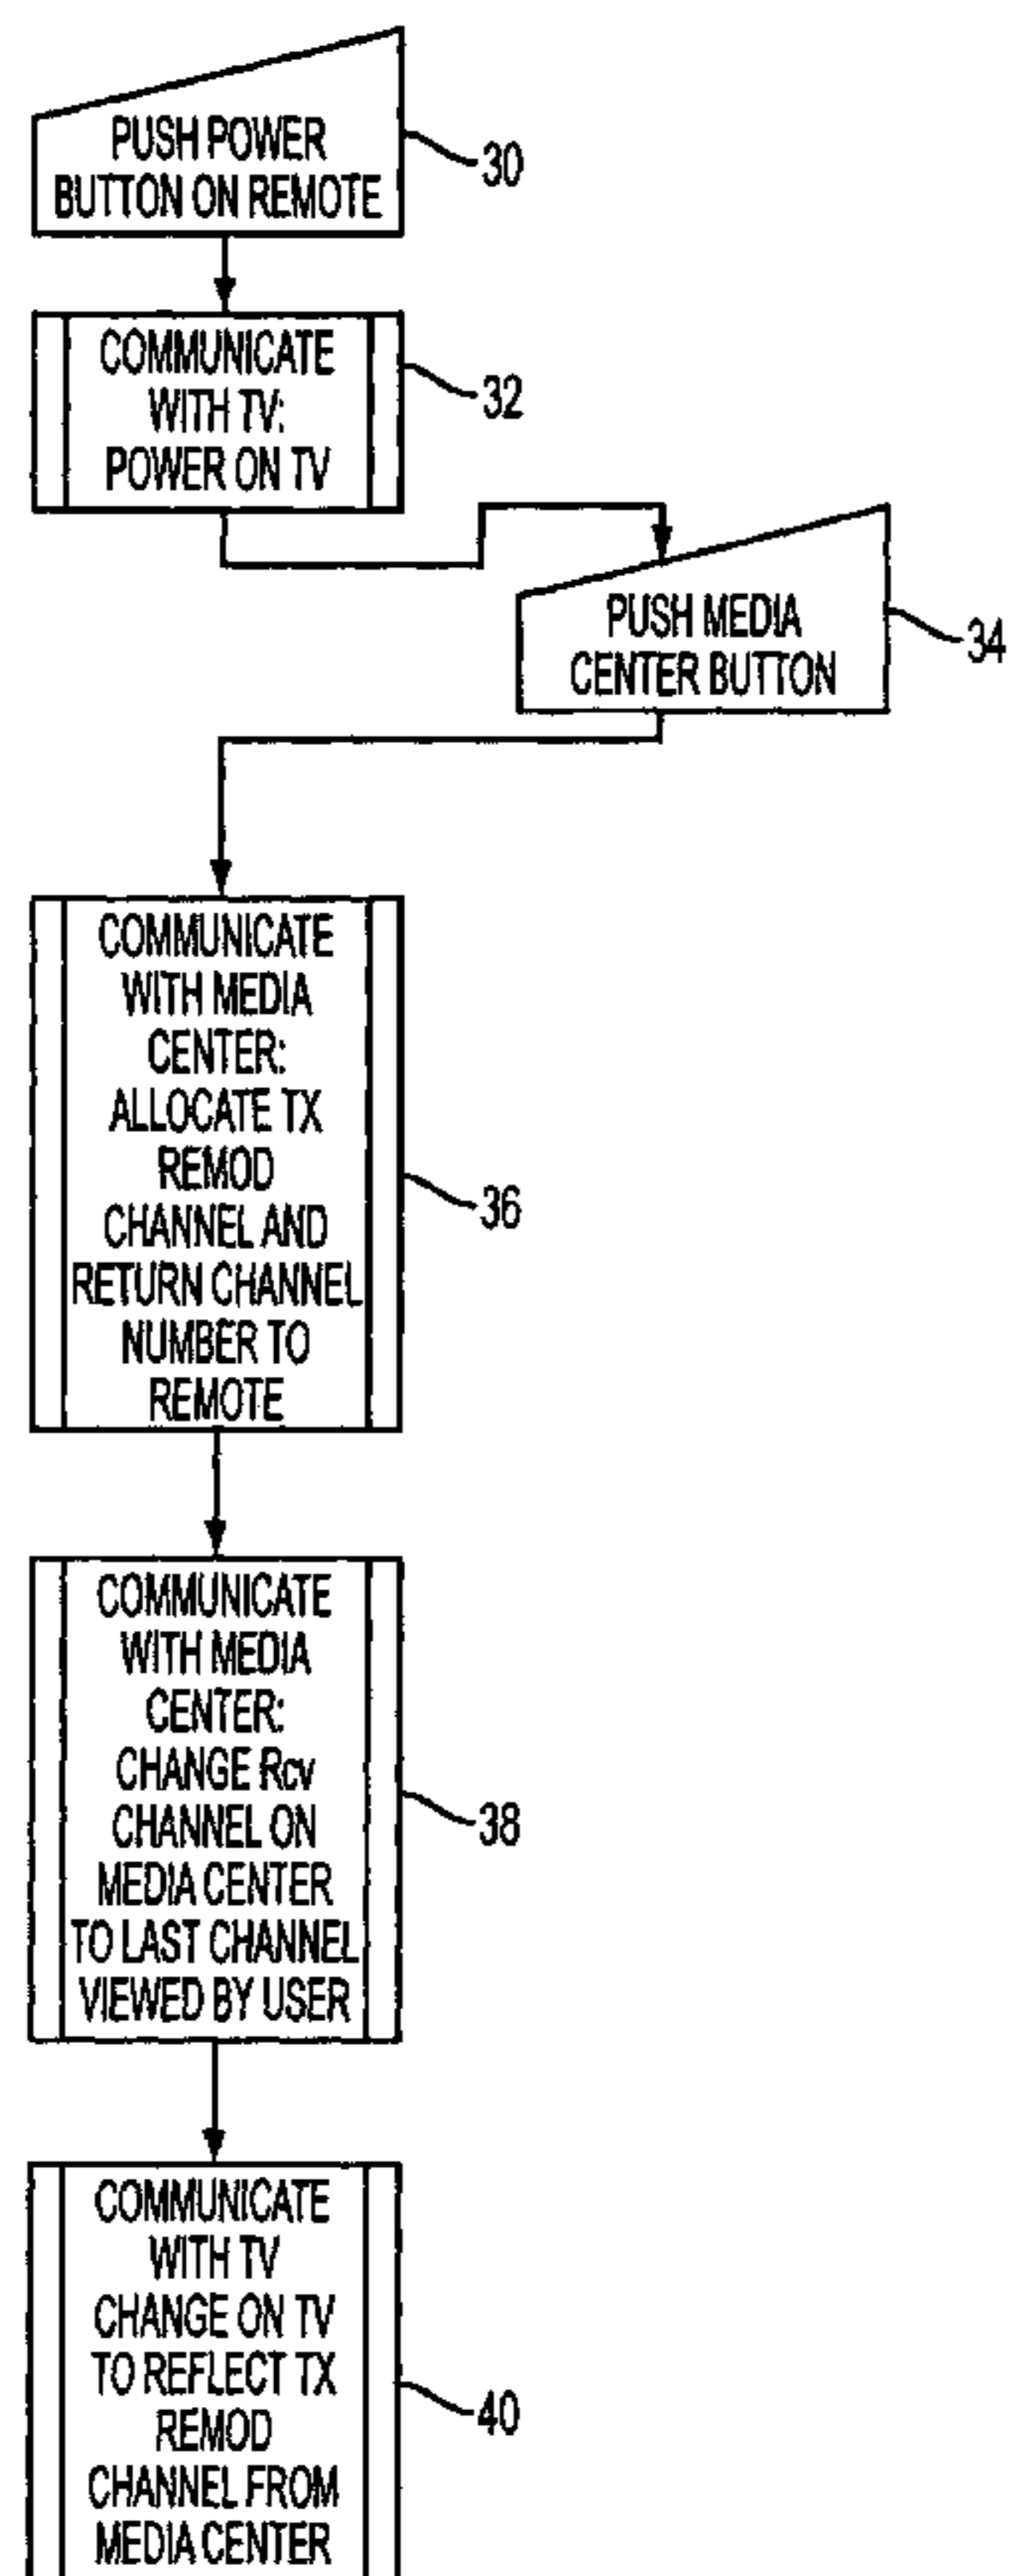 PUSH POWER
BUTTON ON REMOTE
30
COMMUNICATE
WITH TV:
POWER ON TV
32
PUSH MEDIA
CENTER BUTTON
34
COMMUNICATE
WITH MEDIA
CENTER:
ALLOCATE TX
REMOD
CHANNEL AND
RETURN CHANNEL
NUMBER TO
REMOTE
36
COMMUNICATE
WITH MEDIA
CENTER:
CHANGE Rcv
CHANNEL ON
MEDIA CENTER
TO LAST CHANNEL
VIEWED BY USER
38
COMMUNICATE
WITH TV
CHANGE ON TV
TO REFLECT TX
REMOD
CHANNEL FROM
MEDIA CENTER
40